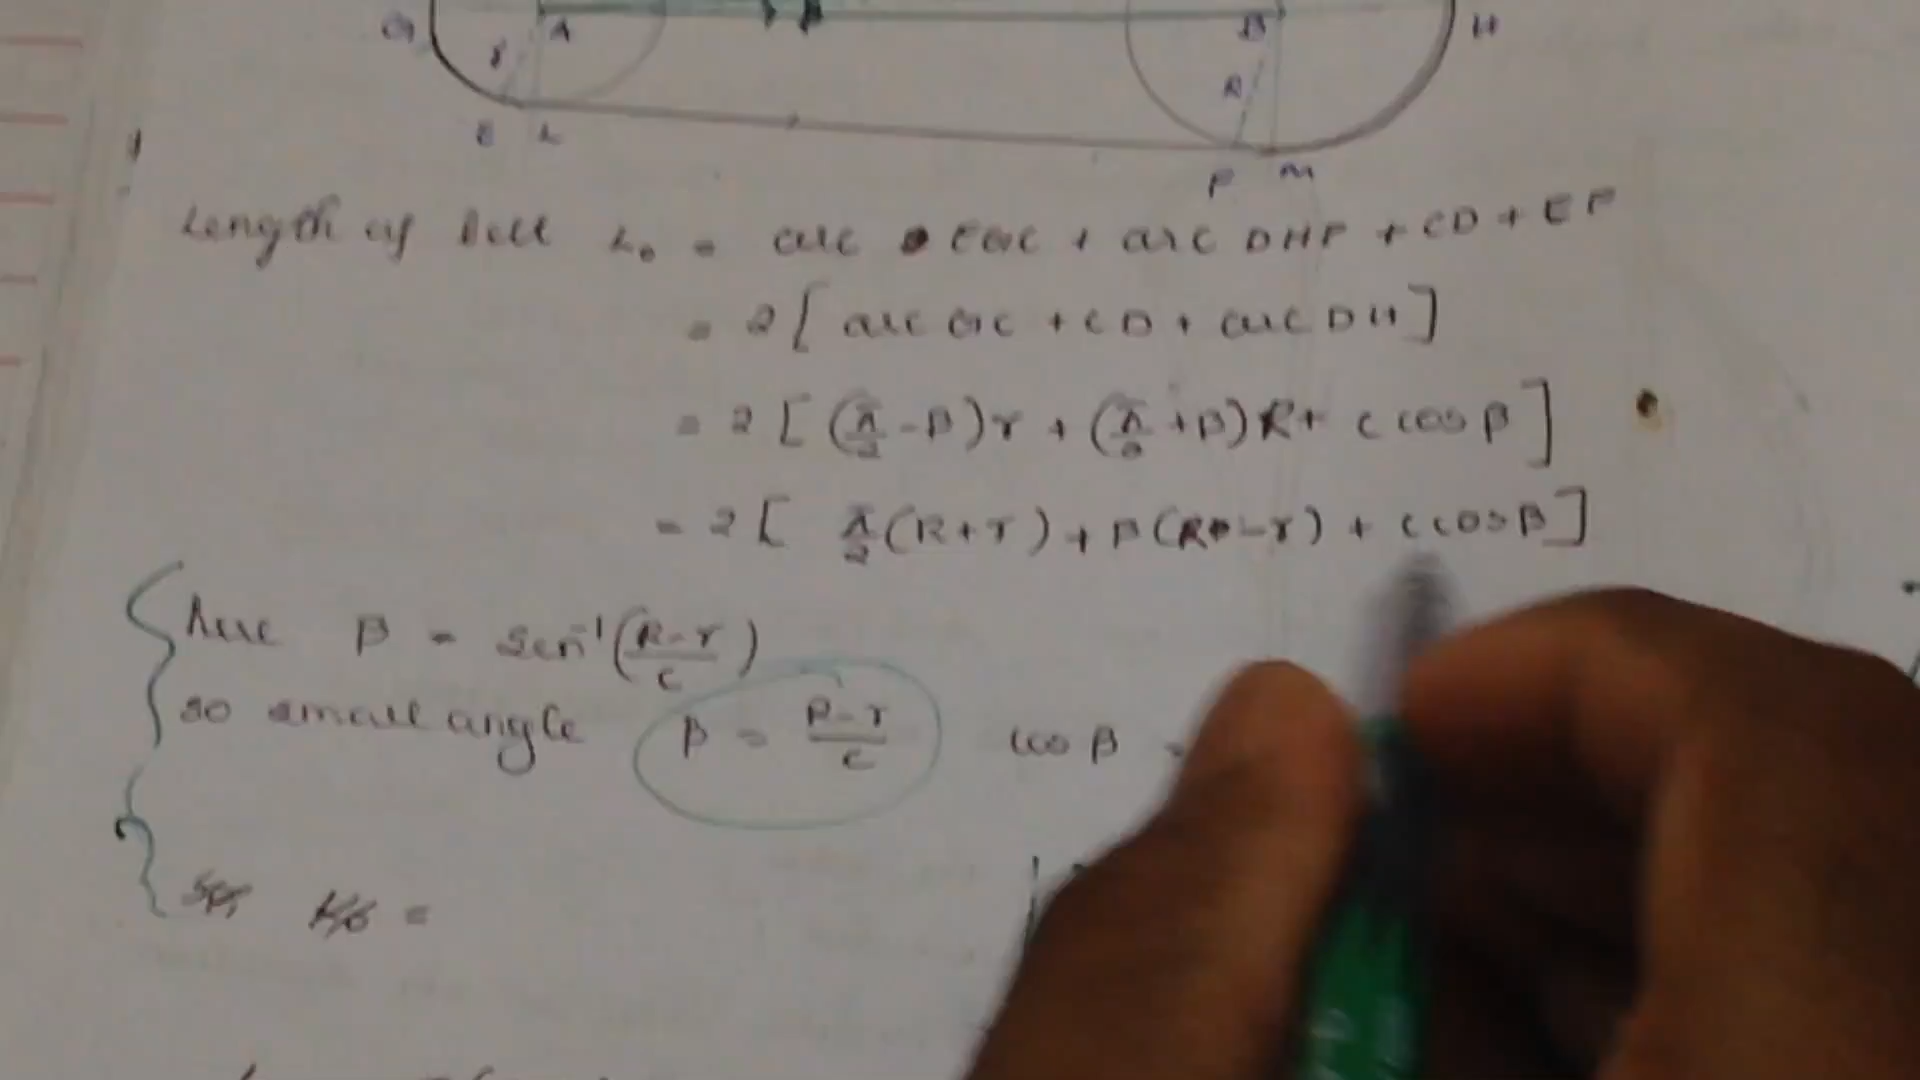 G A B H
r R
E L
F M
Length of belt L₀ = arc EGC + arc DHF + CD + EF
= 2[arc GC + CD + arc DH]
= 2[(π/2 - β)r + (π/2 + β)R + C cos β]
= 2[π/2(R+r) + β(R-r) + C cos β]
here β = sin⁻¹((R-r)/c)
so small angle β = (R-r)/c cos β =